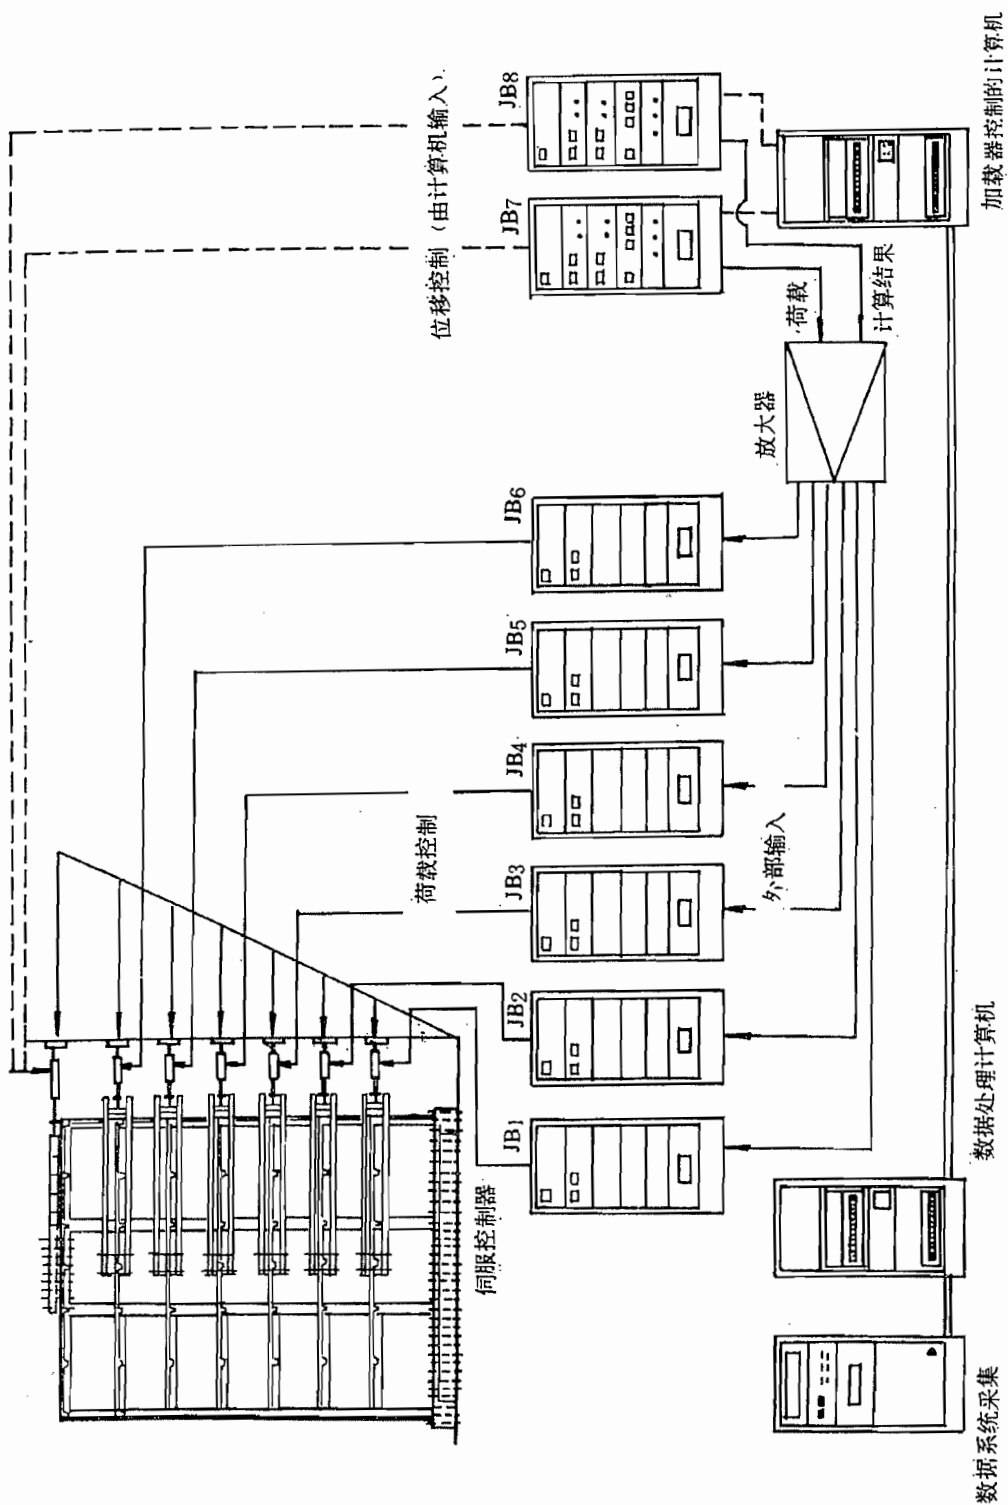 位移控制（由计算机输入）
荷载控制
伺服控制器
JB8
JB7
JB6
JB5
JB4
JB3
JB2
JB1
放大器
荷载
计算结果
外部输入
加载器控制的计算机
数据处理计算机
数据系统采集